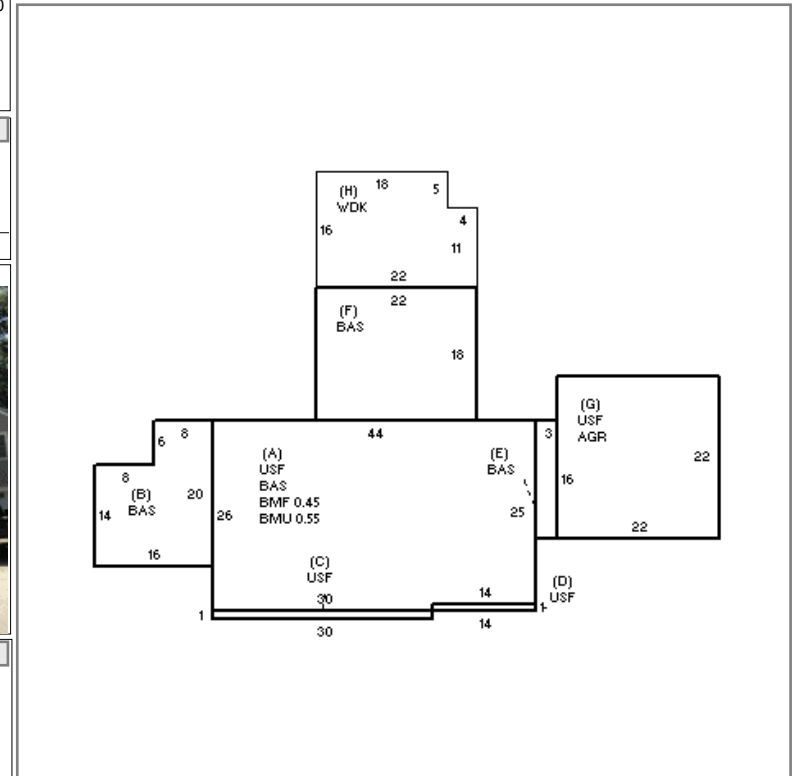 0
(H) 18 5
WDK
4
16
11
22
22
(F)
BAS
18
(G)
USF
AGR
44
3
6 8
(A)
USF
BAS
BMF 0.45
BMU 0.55
(E)
BAS
22
8
(B)
BAS
20
14
26
25
16
22
16
(C)
USF
(D)
USF
30
14
1
1
30
14